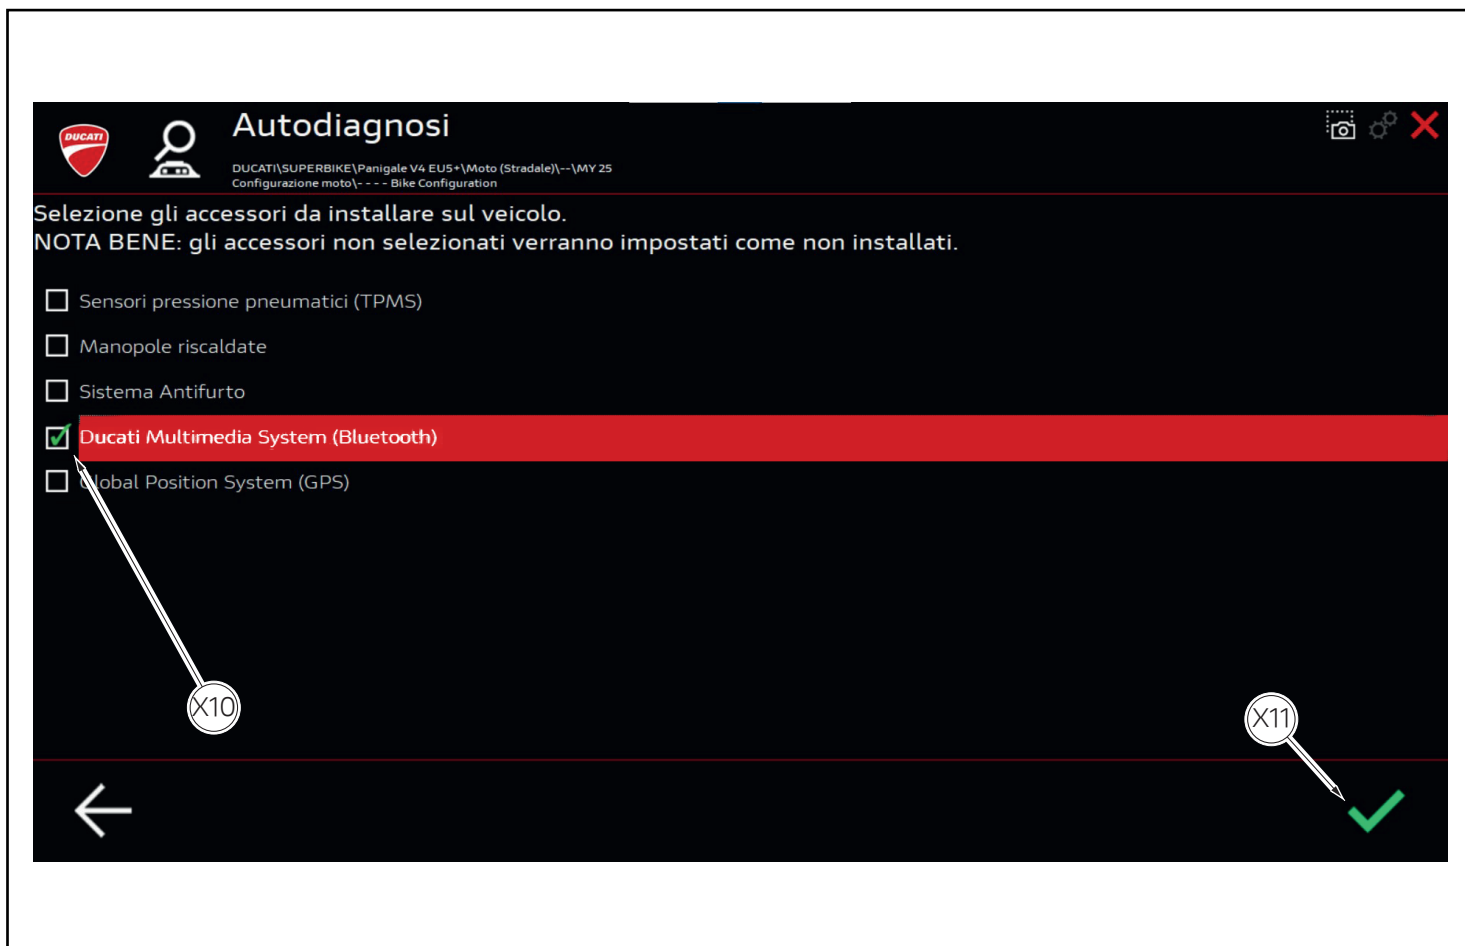 DUCATI
Autodiagnosi
DUCATI\SUPERBIKE\Panigale V4 EU5+\Moto (Stradale)\--\MY 25
Configurazione moto\- - - - Bike Configuration
Selezione gli accessori da installare sul veicolo.
NOTA BENE: gli accessori non selezionati verranno impostati come non installati.
Sensori pressione pneumatici (TPMS)
Manopole riscaldate
Sistema Antifurto
Ducati Multimedia System (Bluetooth)
Global Position System (GPS)
X10
X11